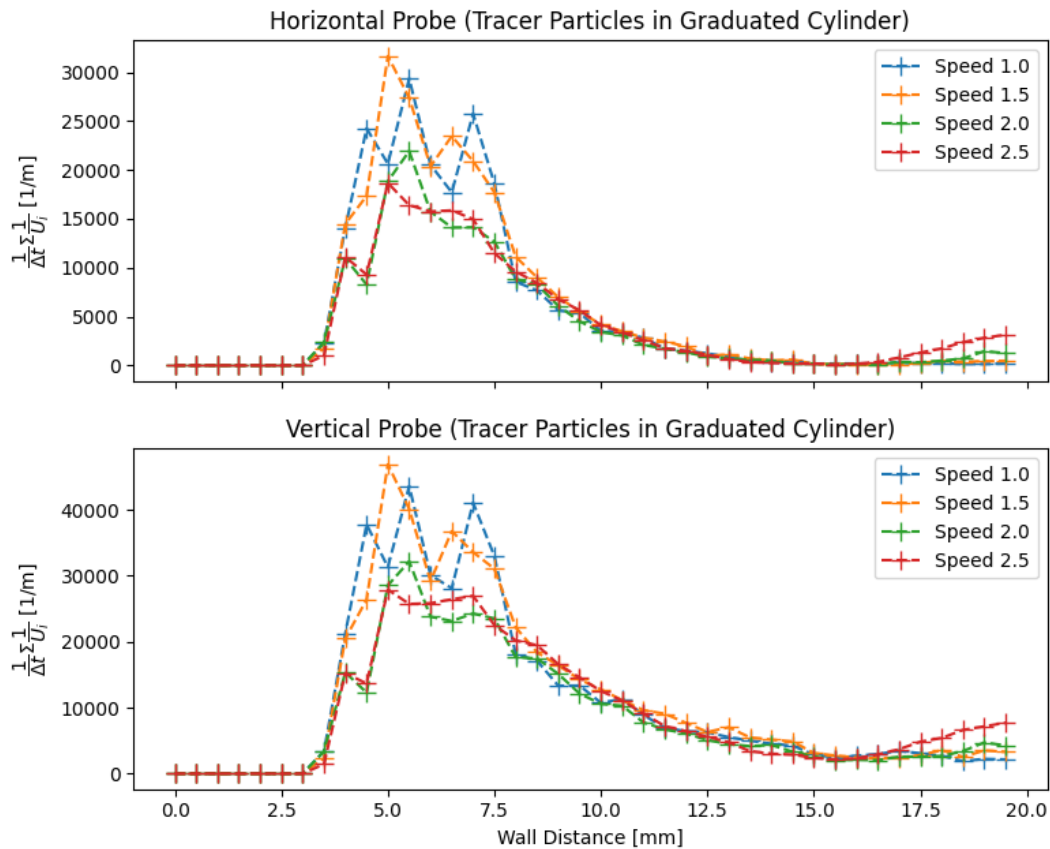 Horizontal Probe (Tracer Particles in Graduated Cylinder)
30000
25000
20000
15000
10000
5000
0
1/Δt Σ 1/U_i [1/m]
Speed 1.0
Speed 1.5
Speed 2.0
Speed 2.5
Vertical Probe (Tracer Particles in Graduated Cylinder)
40000
30000
20000
10000
0
1/Δt Σ 1/U_i [1/m]
Speed 1.0
Speed 1.5
Speed 2.0
Speed 2.5
0.0 2.5 5.0 7.5 10.0 12.5 15.0 17.5 20.0
Wall Distance [mm]